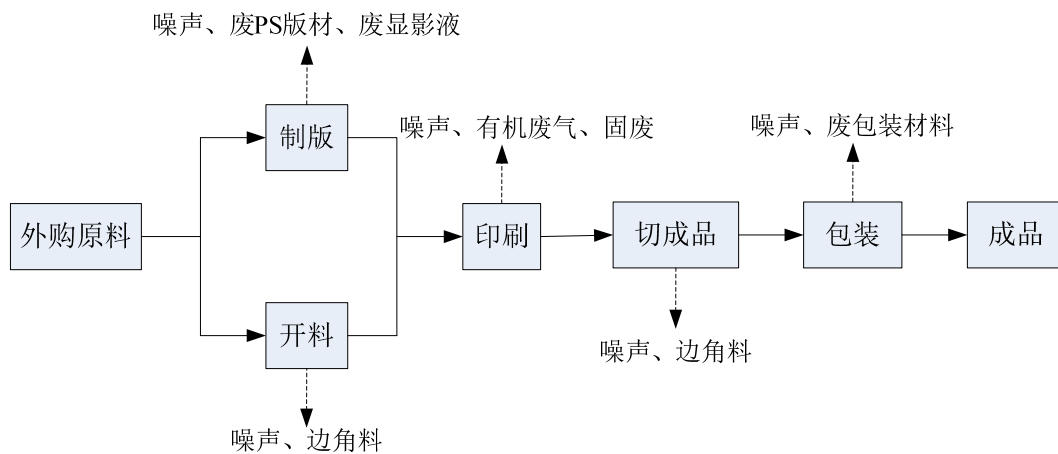 噪声、废PS版材、废显影液
制版
噪声、有机废气、固废
噪声、废包装材料
外购原料
印刷
切成品
包装
成品
开料
噪声、边角料
噪声、边角料